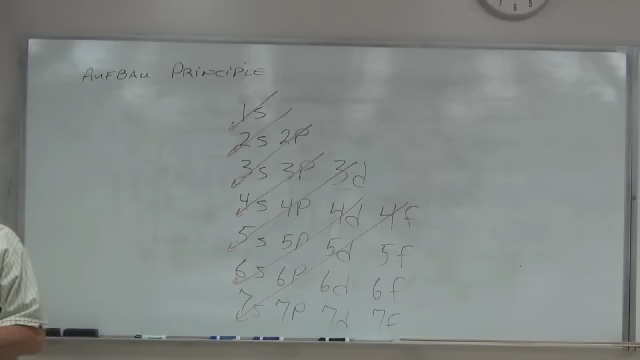 AUFBAU PRINCIPLE
1s
2s 2P
3s 3P 3d
4s 4P 4d 4f
5s 5P 5d 5f
6s 6P 6d 6f
7s 7P 7d 7f